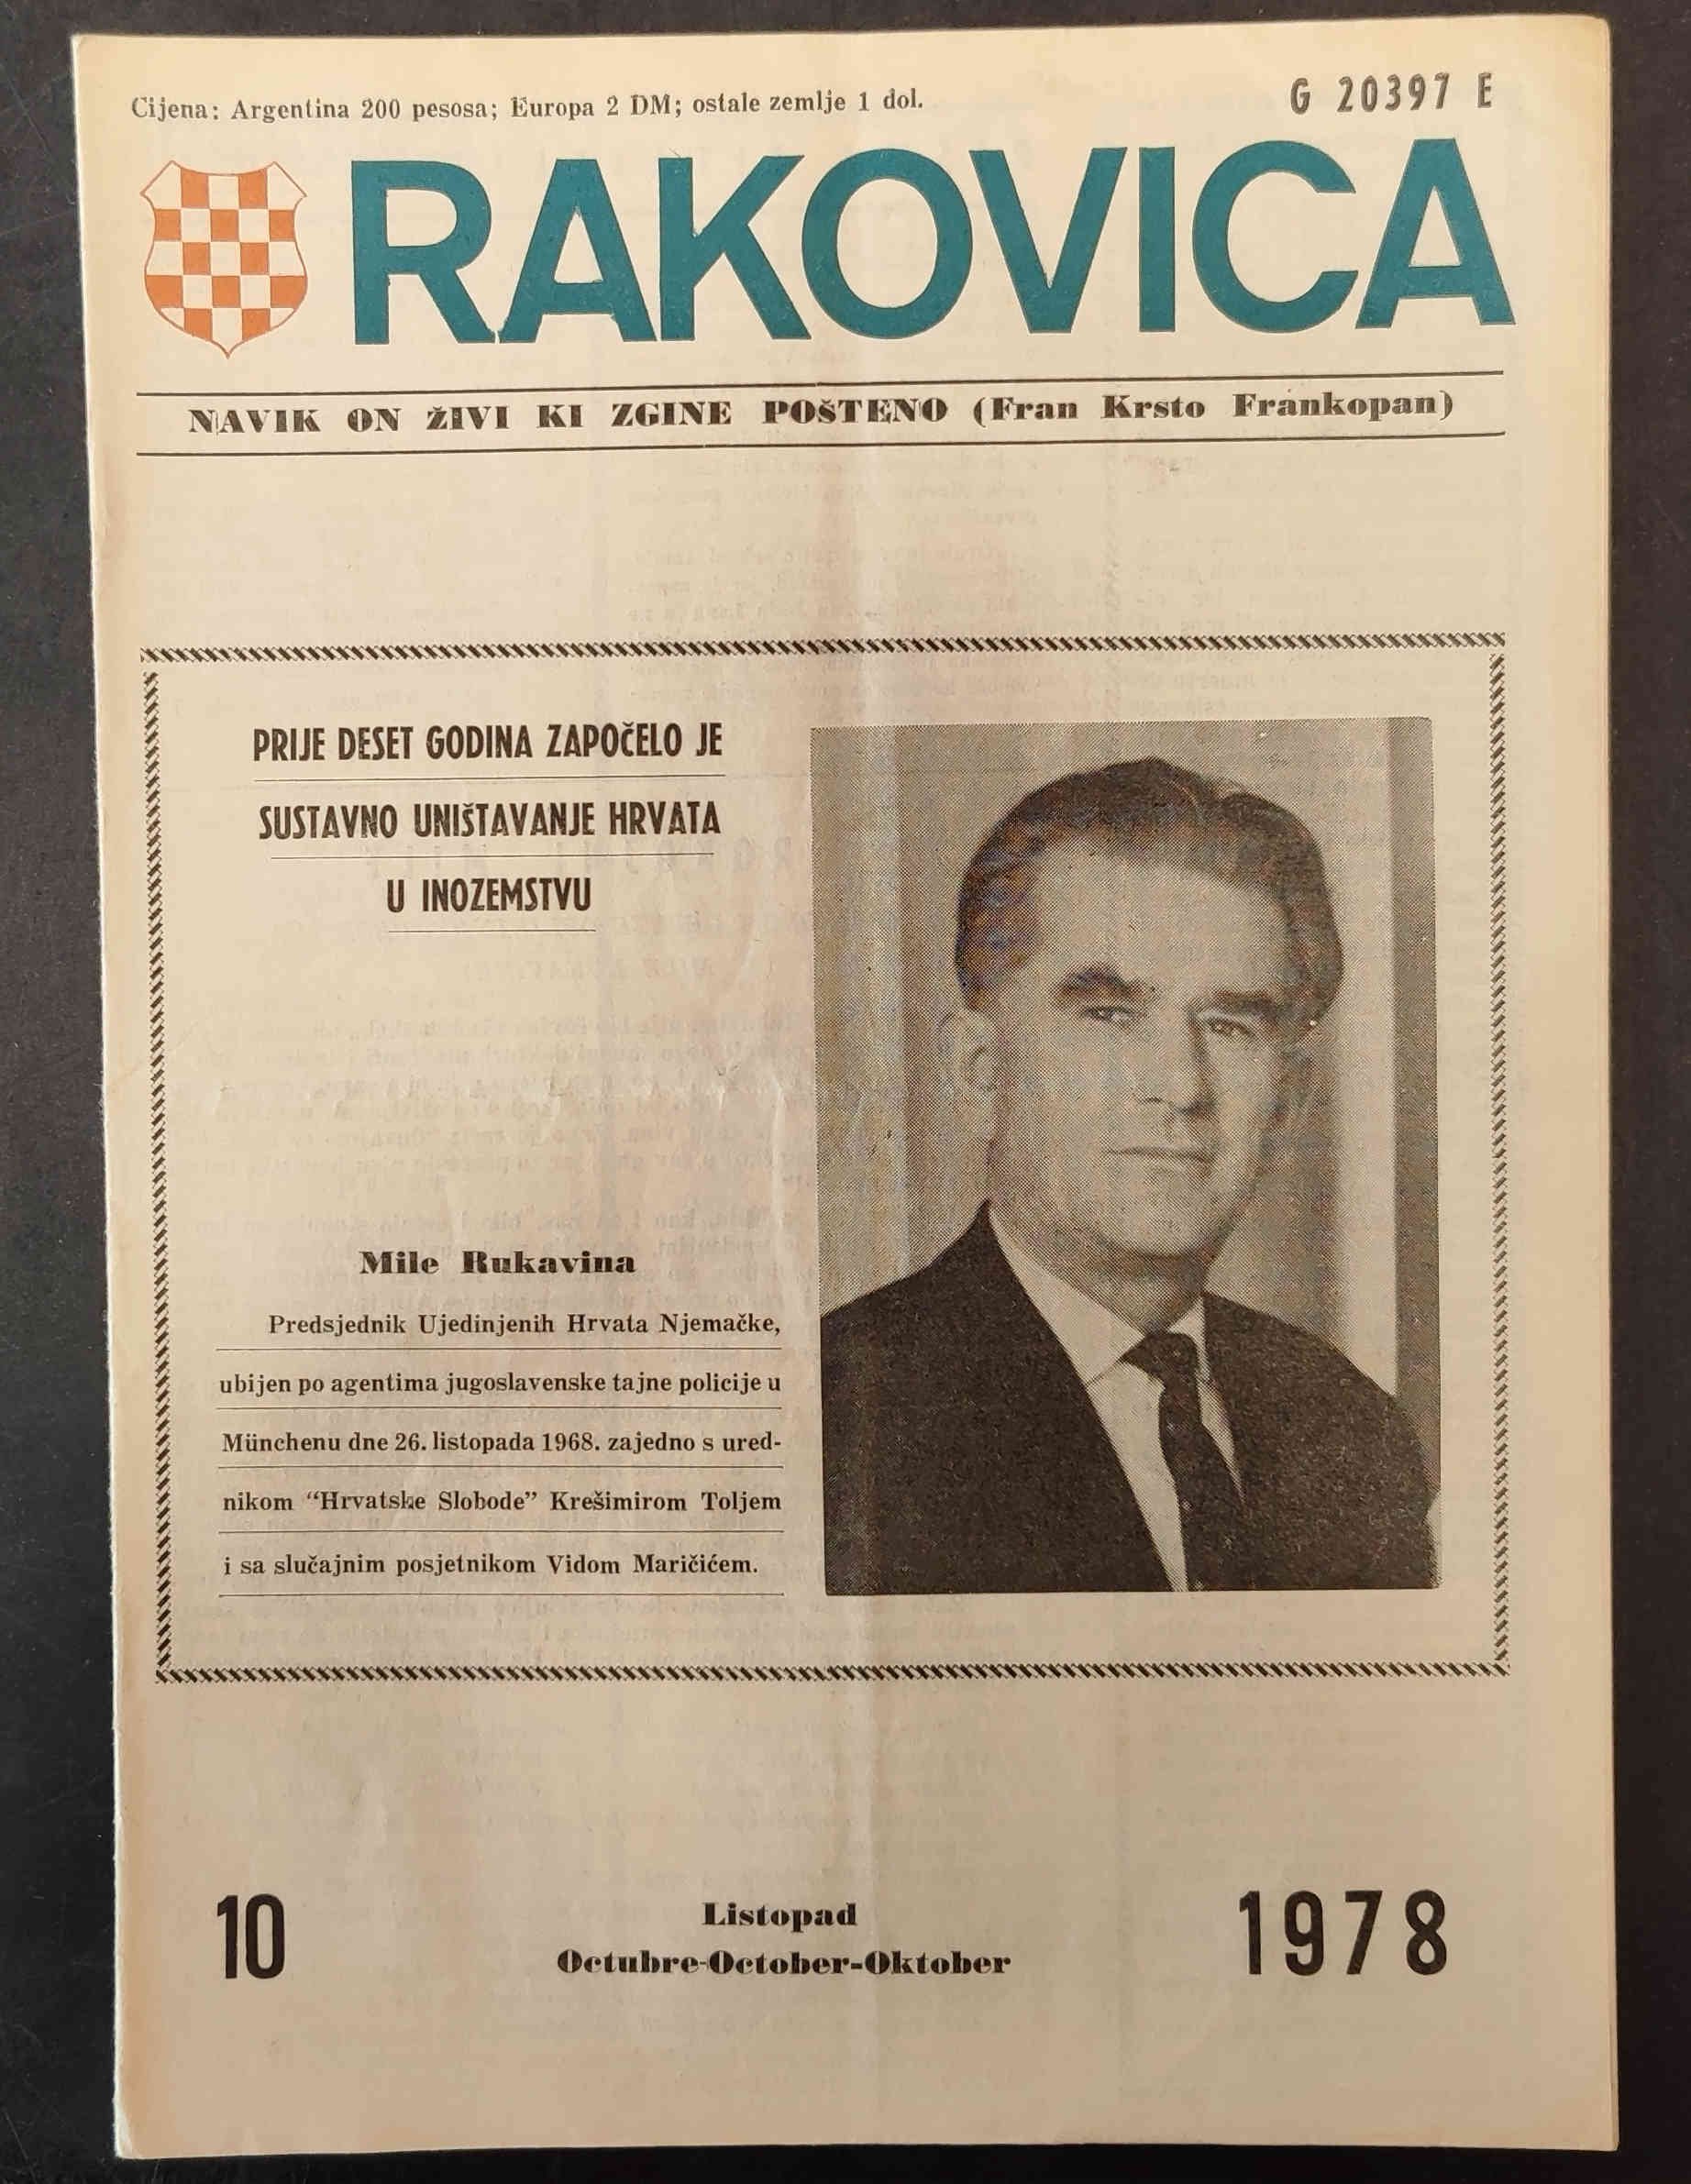 Cijena: Argentina 200 pesosa; Europa 2 DM; ostale zemlje 1 dol.
G 20397 E
RAKOVICA
NAVIK ON ŽIVI KI ZGINE POŠTENO (Fran Krsto Frankopan)
PRIJE DESET GODINA ZAPOČELO JE
SUSTAVNO UNIŠTAVANJE HRVATA
U INOZEMSTVU
Mile Rukavina
Predsjednik Ujedinjenih Hrvata Njemačke,
ubijen po agentima jugoslavenske tajne policije u
Münchenu dne 26. listopada 1968. zajedno s ured-
nikom “Hrvatske Slobode” Krešimirom Toljem
i sa slučajnim posjetnikom Vidom Maričićem.
10
Listopad
Octubre-October-Oktober
1978